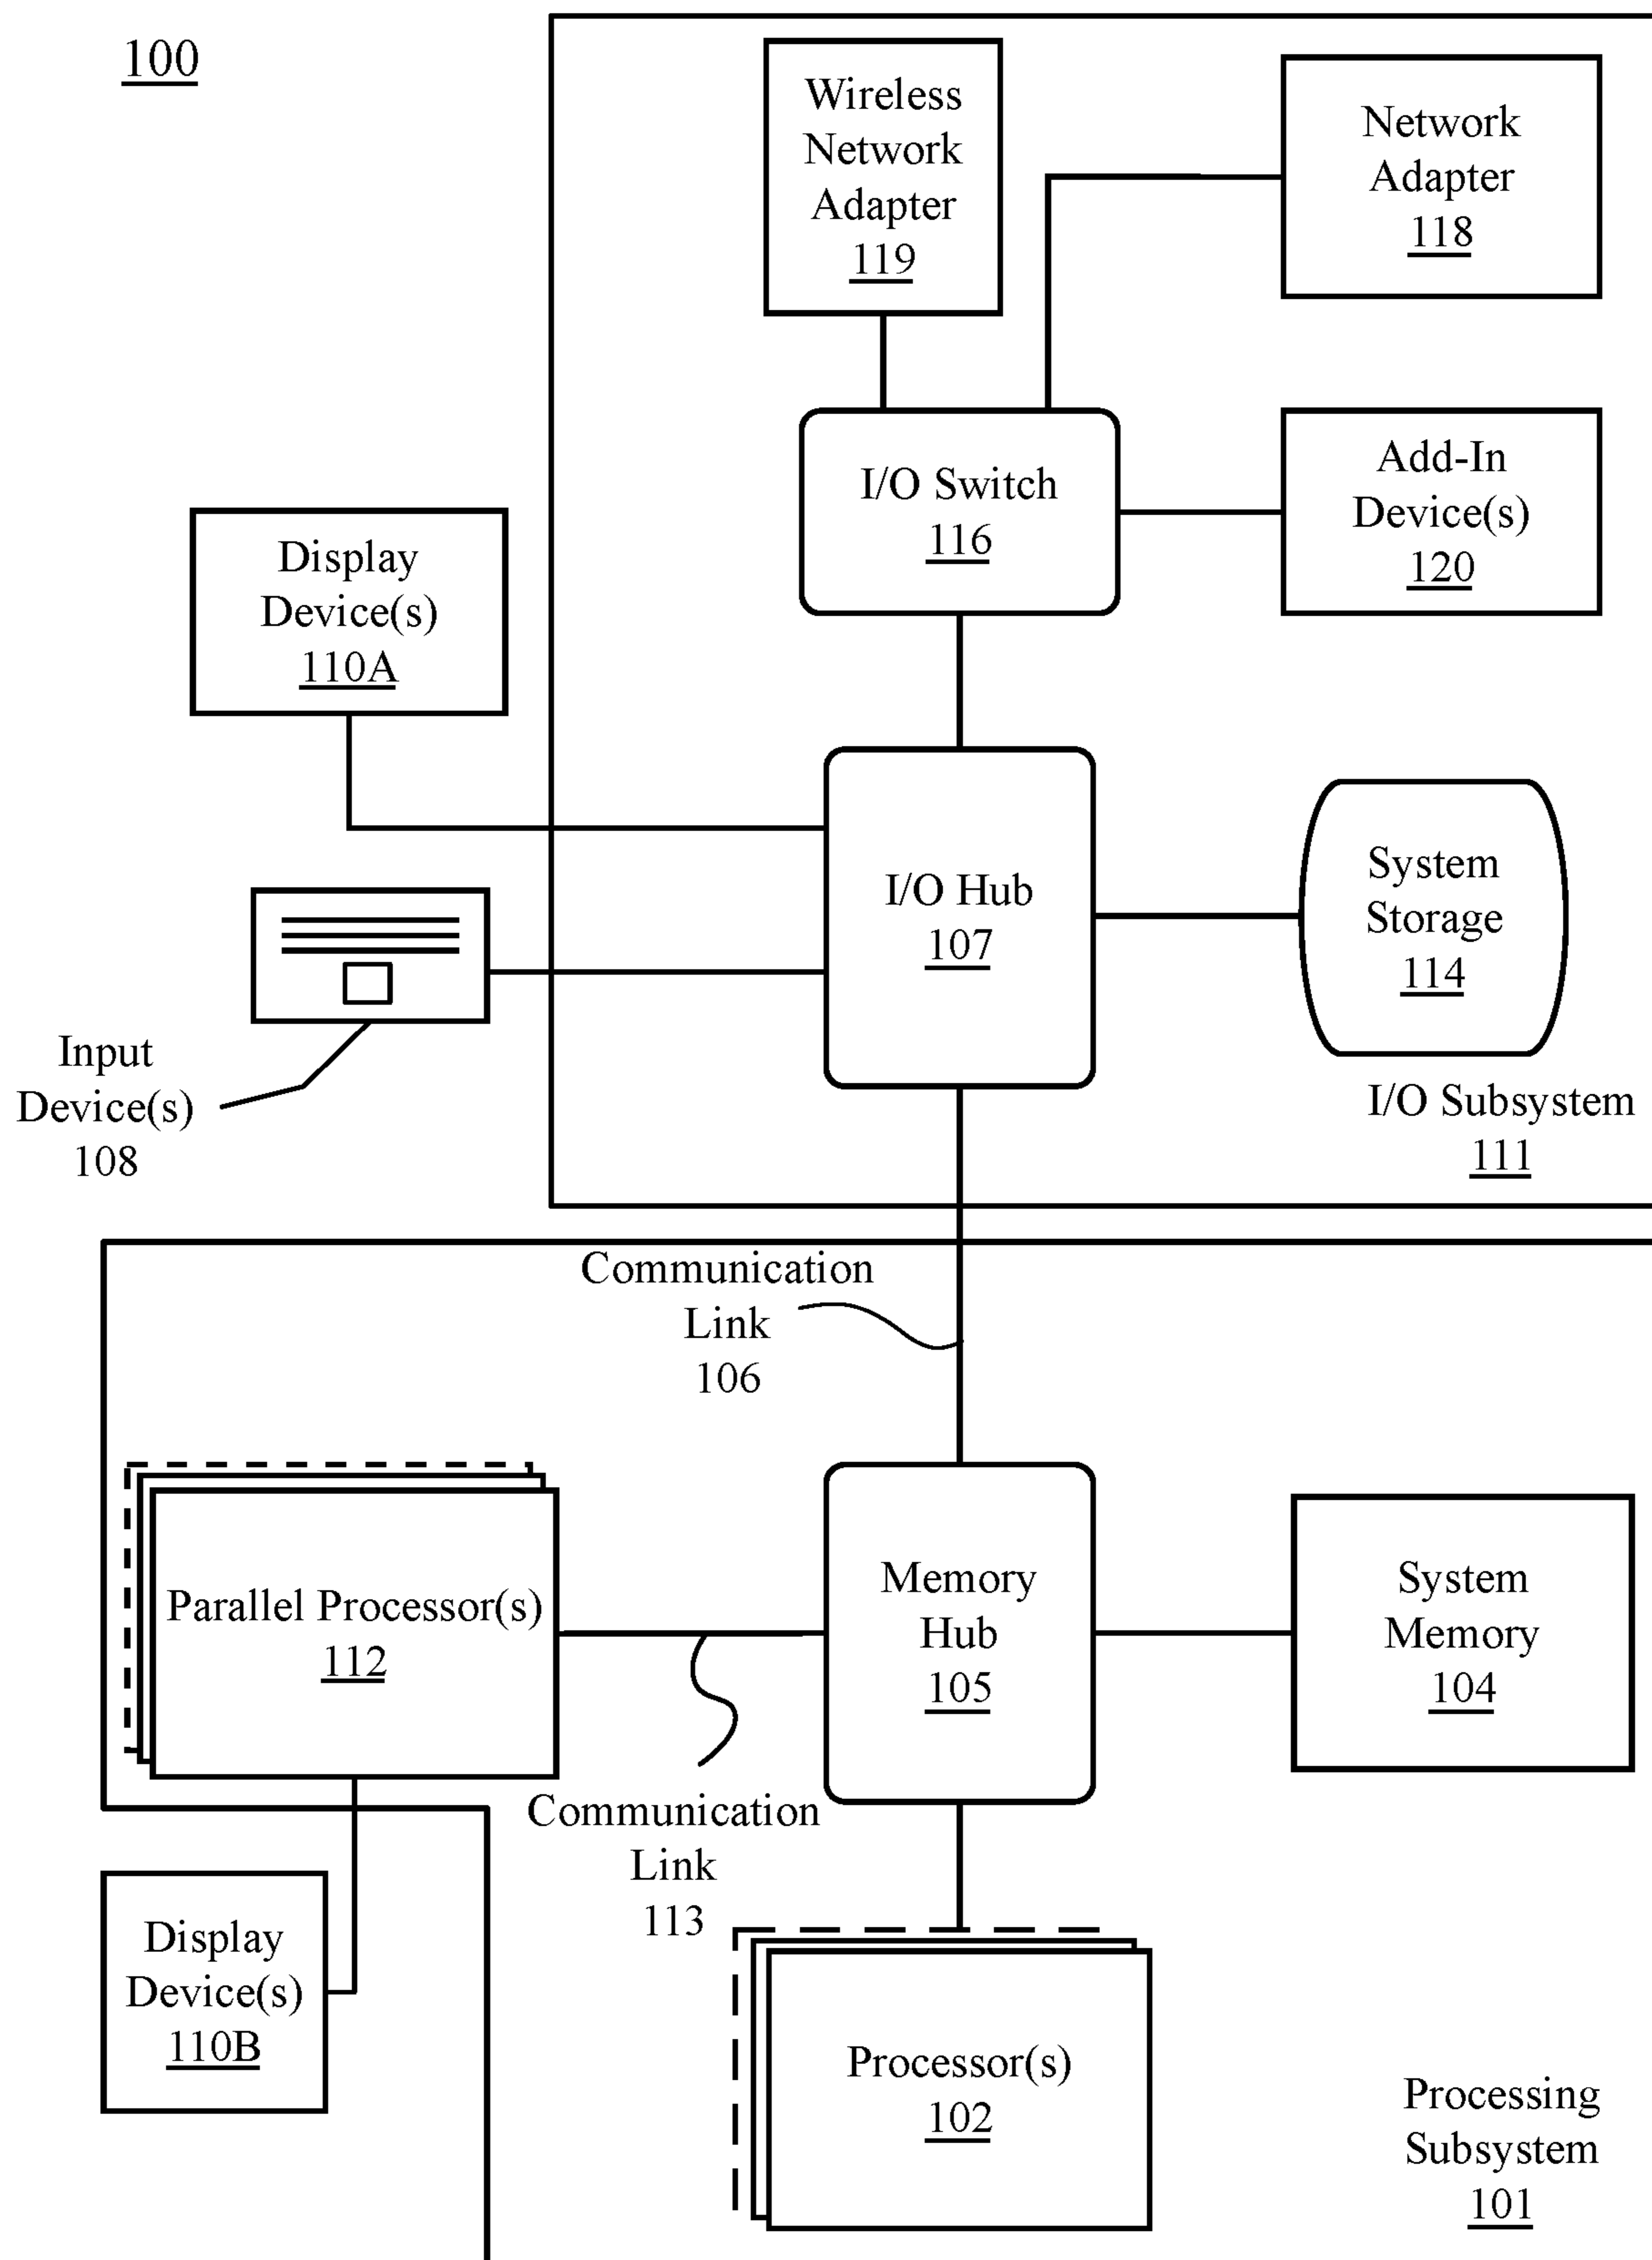 100
Wireless
Network
Adapter
119
Network
Adapter
118
I/O Switch
116
Add-In
Device(s)
120
Display
Device(s)
110A
I/O Hub
107
System
Storage
114
Input
Device(s)
108
I/O Subsystem
111
Communication
Link
106
Parallel Processor(s)
112
Memory
Hub
105
System
Memory
104
Communication
Link
113
Display
Device(s)
110B
Processor(s)
102
Processing
Subsystem
101